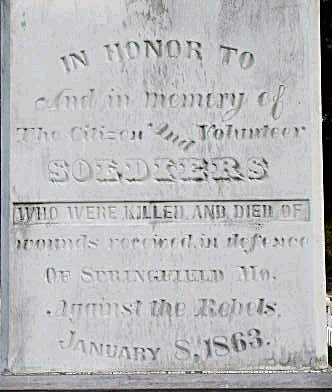 IN HONOR TO
And in memory of
The Citizen And Volunteer
SOLDIERS
WHO WERE KILLED AND DIED OF
wounds received in defence
OF SPRINGFIELD MO.
Against the Rebels
JANUARY 8, 1863.